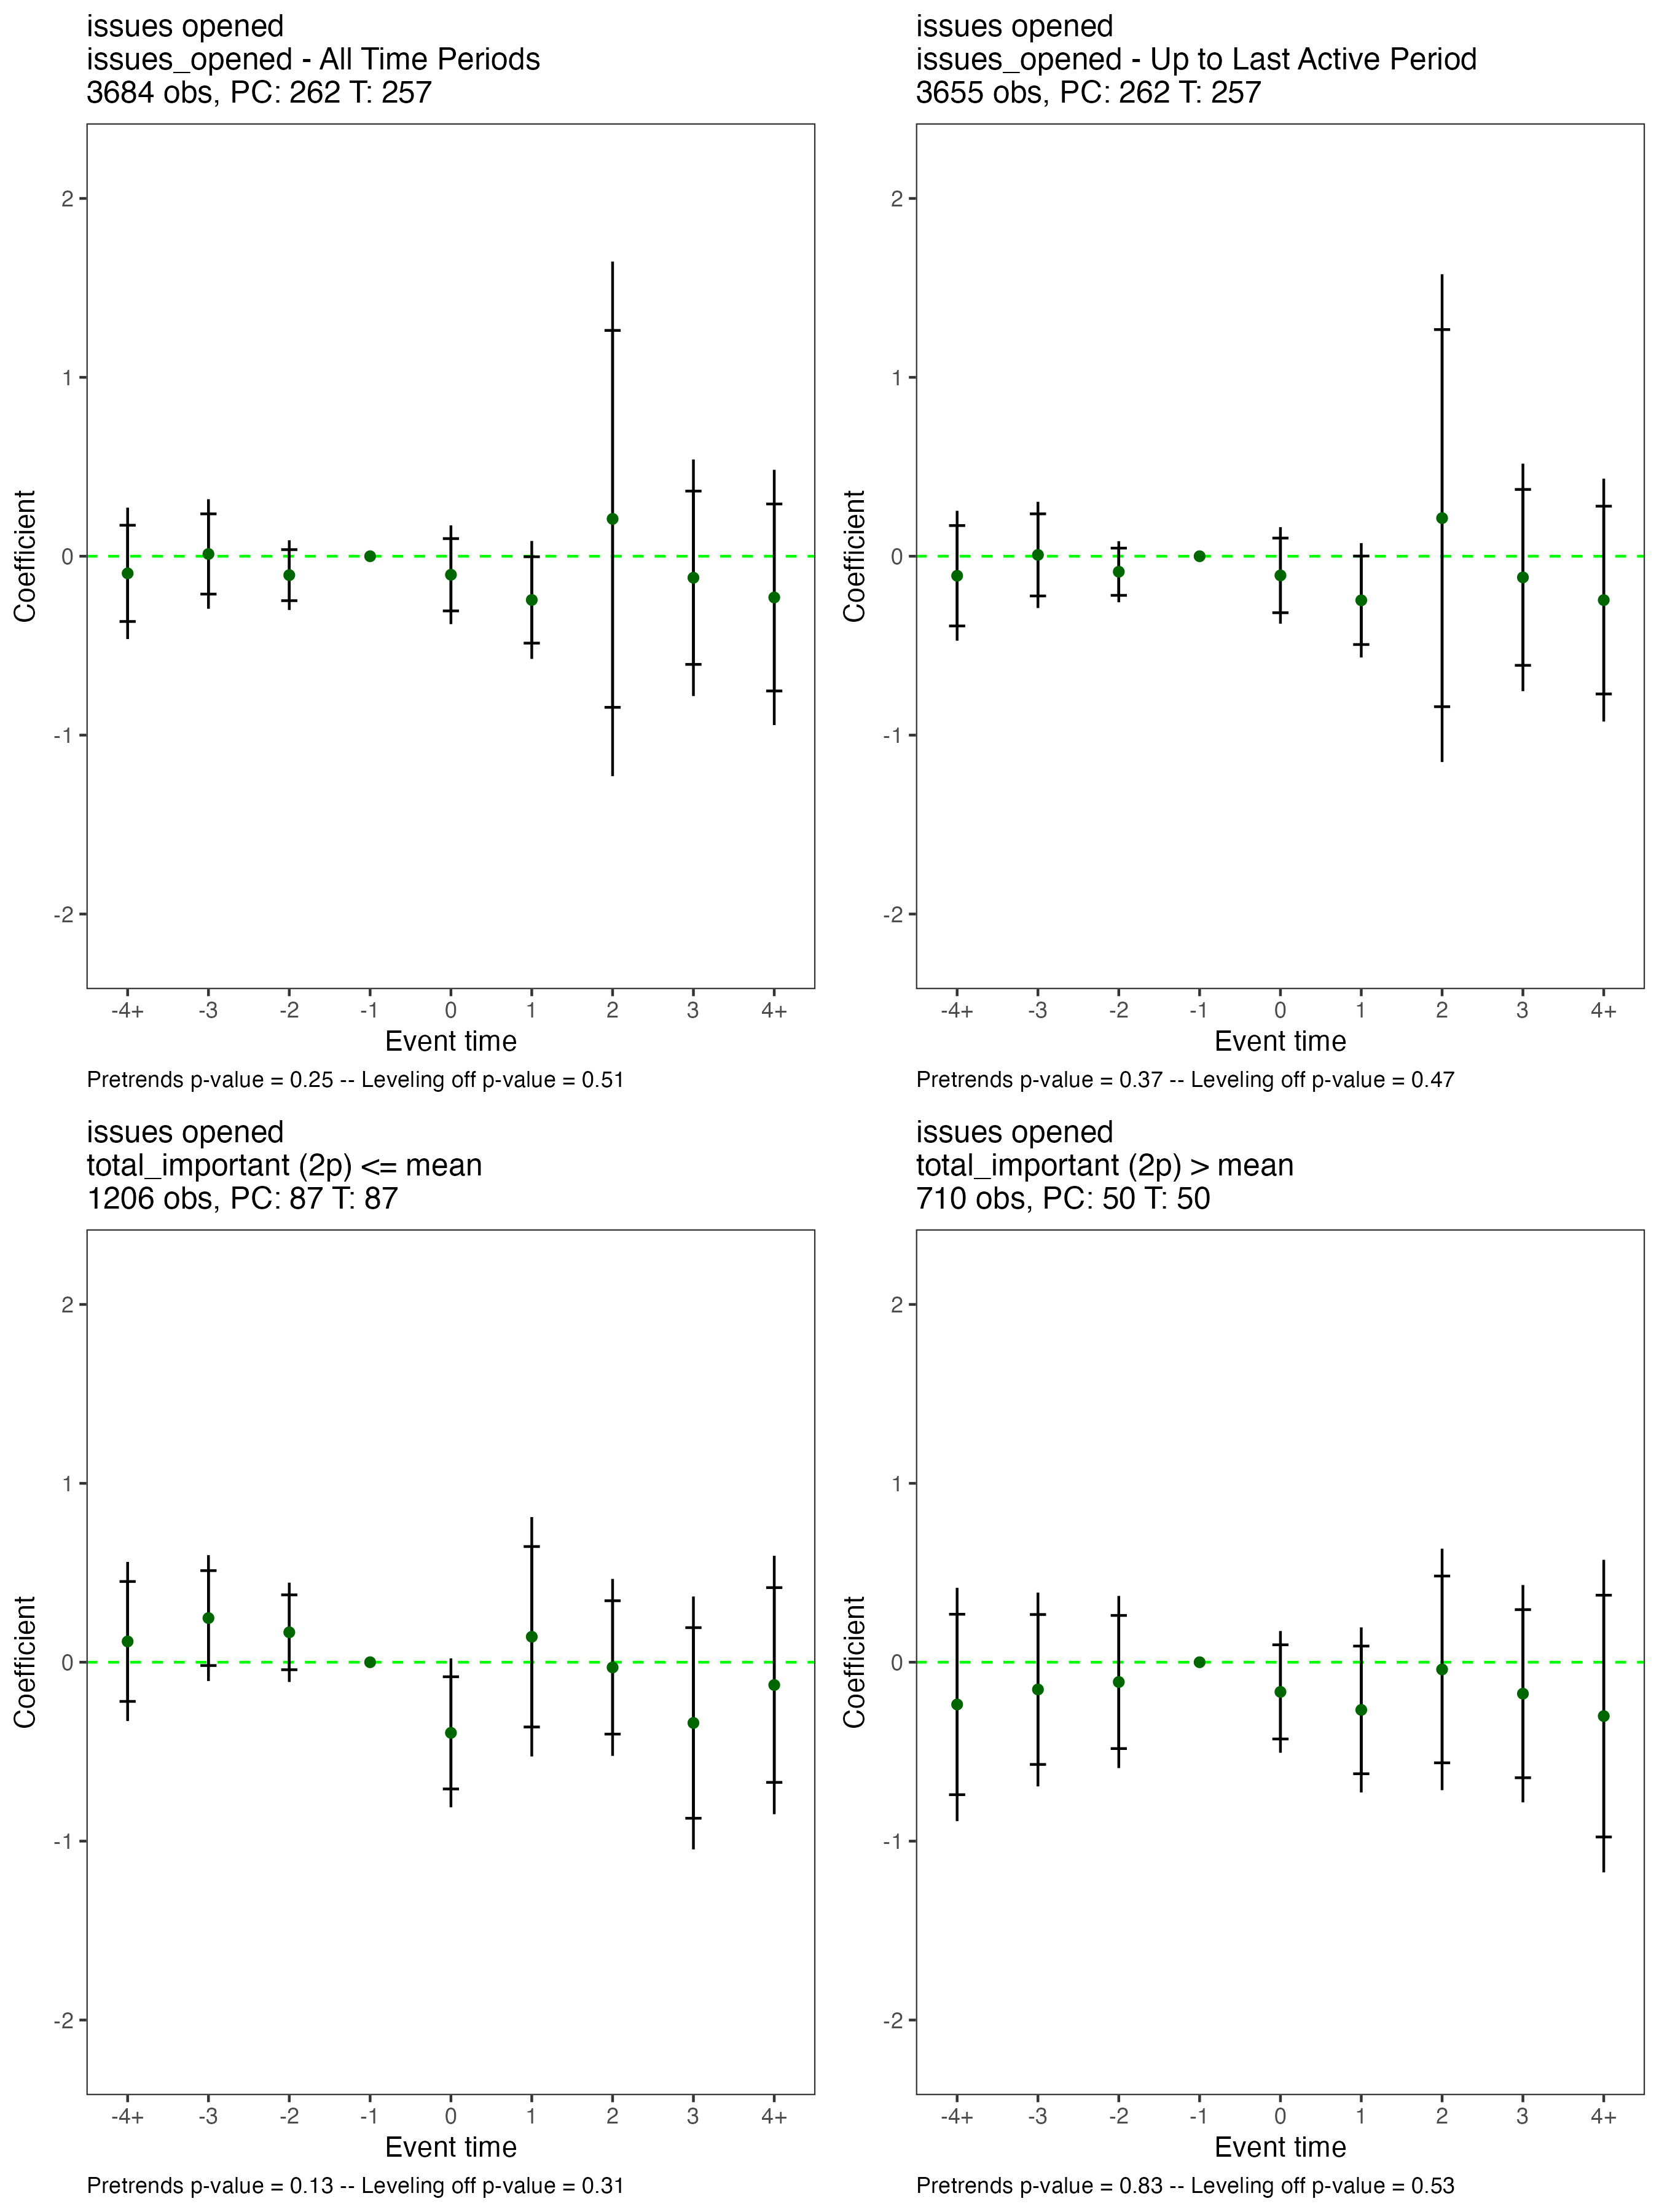 issues opened
issues_opened - All Time Periods
3684 obs, PC: 262 T: 257
2
1
0
-1
-2
Coefficient
-4+ -3 -2 -1 0 1 2 3 4+
Event time
Pretrends p-value = 0.25 -- Leveling off p-value = 0.51
issues opened
issues_opened - Up to Last Active Period
3655 obs, PC: 262 T: 257
2
1
0
-1
-2
Coefficient
-4+ -3 -2 -1 0 1 2 3 4+
Event time
Pretrends p-value = 0.37 -- Leveling off p-value = 0.47
issues opened
total_important (2p) <= mean
1206 obs, PC: 87 T: 87
2
1
0
-1
-2
Coefficient
-4+ -3 -2 -1 0 1 2 3 4+
Event time
Pretrends p-value = 0.13 -- Leveling off p-value = 0.31
issues opened
total_important (2p) > mean
710 obs, PC: 50 T: 50
2
1
0
-1
-2
Coefficient
-4+ -3 -2 -1 0 1 2 3 4+
Event time
Pretrends p-value = 0.83 -- Leveling off p-value = 0.53